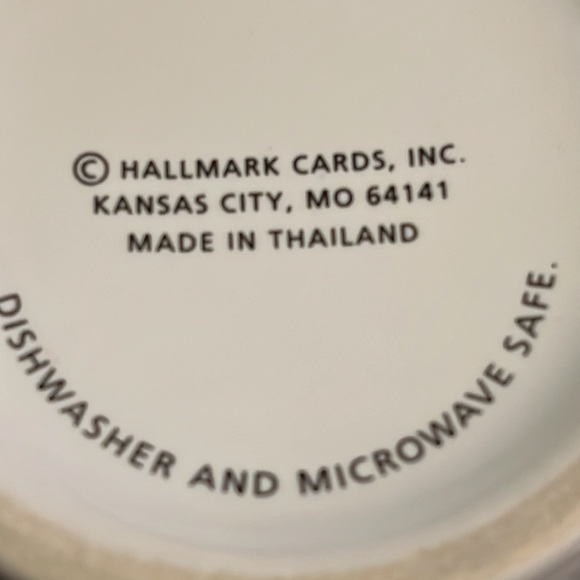 © HALLMARK CARDS, INC.
KANSAS CITY, MO 64141
MADE IN THAILAND
DISHWASHER AND MICROWAVE SAFE.